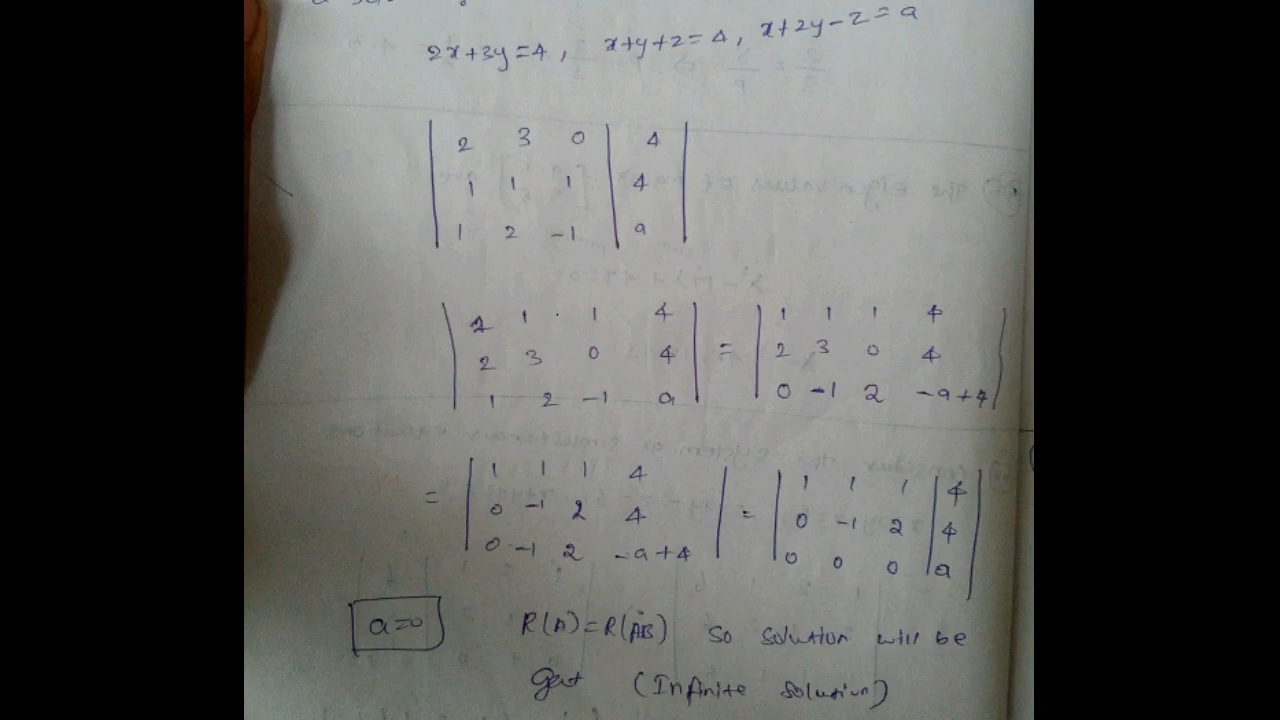 2x+3y=4, x+y+z=4, x+2y-z=a
2 3 0 4
1 1 1 4
1 2 -1 a
2 1 1 4 = 1 1 1 4
2 3 0 4 2 3 0 4
1 2 -1 a 0 -1 2 -a+4
= 1 1 1 4 = 1 1 1 4
0 -1 2 4 0 -1 2 4
0 -1 2 -a+4 0 0 0 a
a=0 R(A)=R(AB) so solution will be
(Infinite solution)